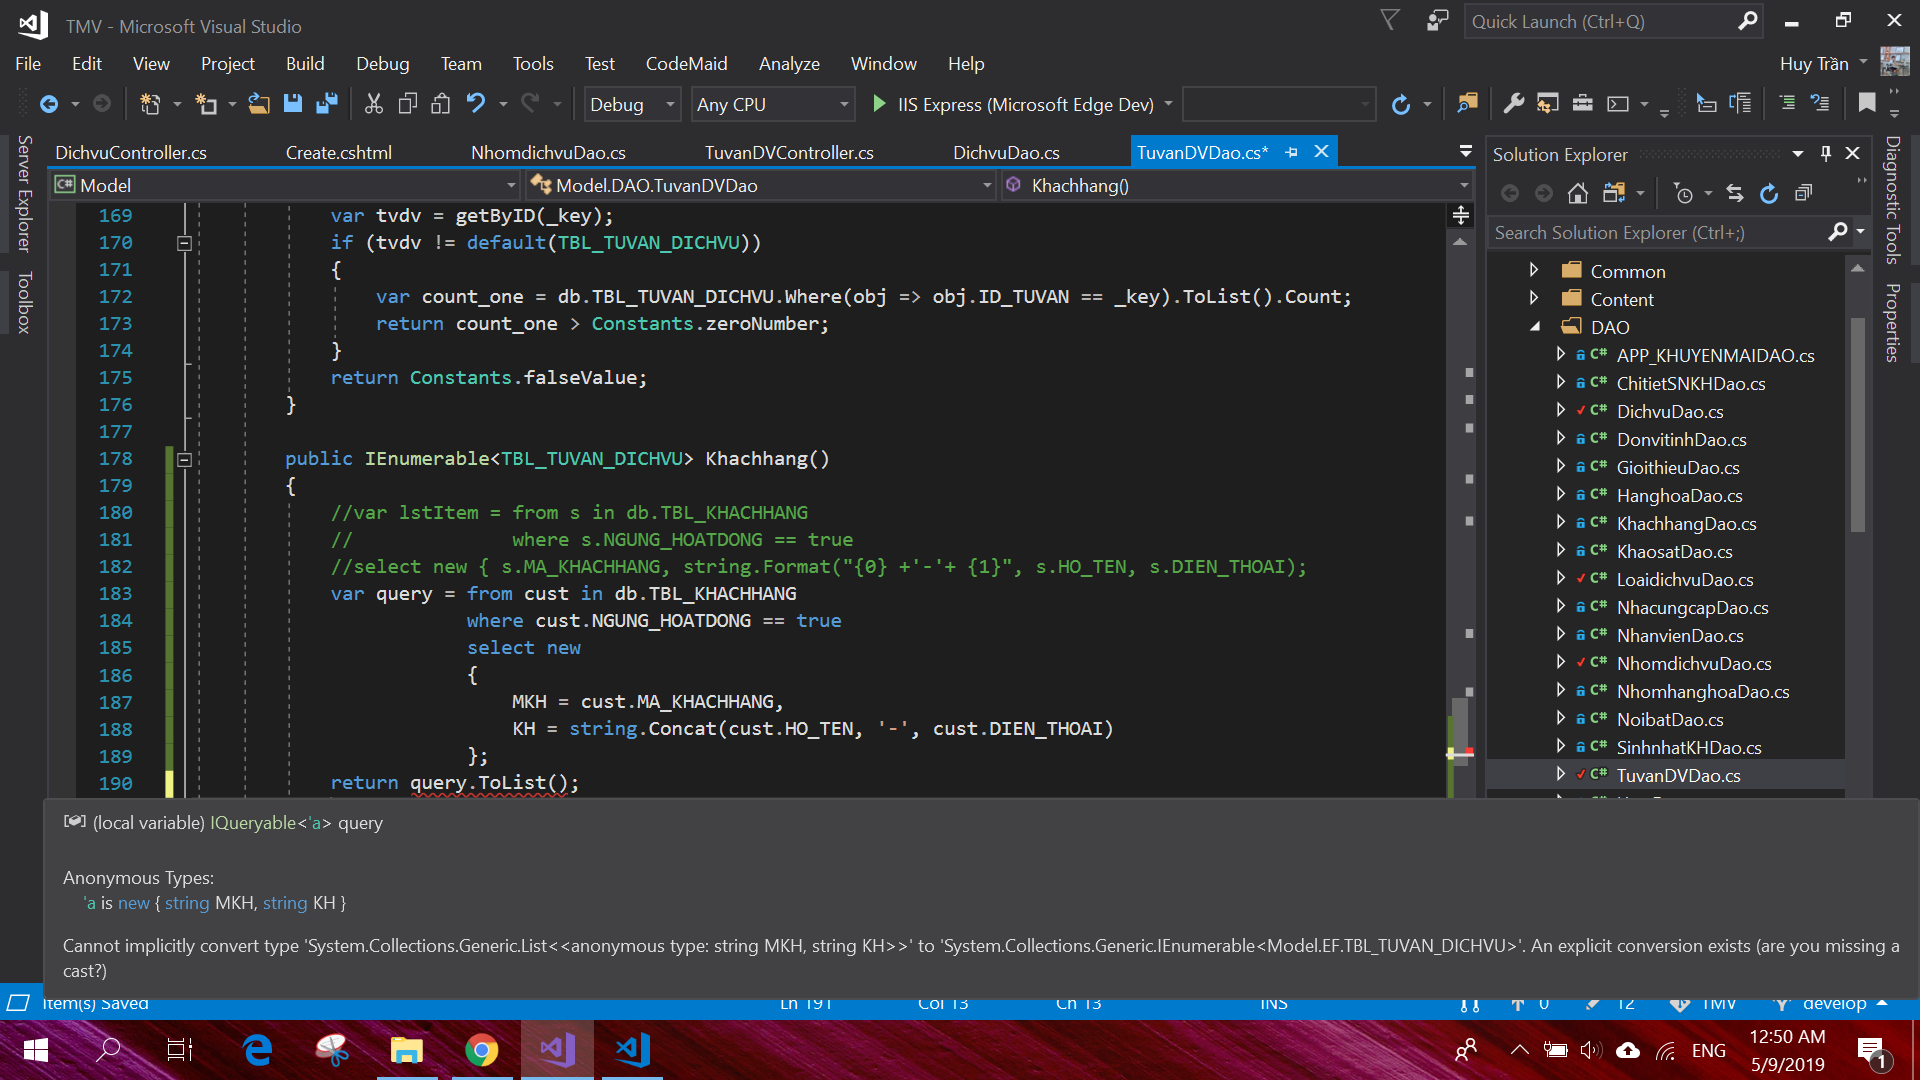 TMV - Microsoft Visual Studio
Quick Launch (Ctrl+Q)
File Edit View Project Build Debug Team Tools Test CodeMaid Analyze Window Help
Huy Trần
Debug Any CPU IIS Express (Microsoft Edge Dev)
Server Explorer
Toolbox
DichvuController.cs Create.cshtml NhomdichvuDao.cs TuvanDVController.cs DichvuDao.cs TuvanDVDao.cs*
C# Model Model.DAO.TuvanDVDao Khachhang()
169 var tvdv = getByID(_key);
170 if (tvdv != default(TBL_TUVAN_DICHVU))
171 {
172 var count_one = db.TBL_TUVAN_DICHVU.Where(obj => obj.ID_TUVAN == _key).ToList().Count;
173 return count_one > Constants.zeroNumber;
174 }
175 return Constants.falseValue;
176 }
177
178 public IEnumerable<TBL_TUVAN_DICHVU> Khachhang()
179 {
180 //var lstItem = from s in db.TBL_KHACHHANG
181 // where s.NGUNG_HOATDONG == true
182 //select new { s.MA_KHACHHANG, string.Format("{0} +'-'+ {1}", s.HO_TEN, s.DIEN_THOAI);
183 var query = from cust in db.TBL_KHACHHANG
184 where cust.NGUNG_HOATDONG == true
185 select new
186 {
187 MKH = cust.MA_KHACHHANG,
188 KH = string.Concat(cust.HO_TEN, '-', cust.DIEN_THOAI)
189 };
190 return query.ToList();
(local variable) IQueryable<'a> query
Anonymous Types:
'a is new { string MKH, string KH }
Cannot implicitly convert type 'System.Collections.Generic.List<<anonymous type: string MKH, string KH>>' to 'System.Collections.Generic.IEnumerable<Model.EF.TBL_TUVAN_DICHVU>'. An explicit conversion exists (are you missing a
cast?)
Solution Explorer
Search Solution Explorer (Ctrl+;)
Common
Content
DAO
C# APP_KHUYENMAIDAO.cs
C# ChitietSNKHDao.cs
C# DichvuDao.cs
C# DonvitinhDao.cs
C# GioithieuDao.cs
C# HanghoaDao.cs
C# KhachhangDao.cs
C# KhaosatDao.cs
C# LoaidichvuDao.cs
C# NhacungcapDao.cs
C# NhanvienDao.cs
C# NhomdichvuDao.cs
C# NhomhanghoaDao.cs
C# NoibatDao.cs
C# SinhnhatKHDao.cs
C# TuvanDVDao.cs
Diagnostic Tools
Properties
Item(s) Saved Ln 191 Col 13 Ch 13 INS 0 12 TMV develop
ENG
12:50 AM
5/9/2019
1